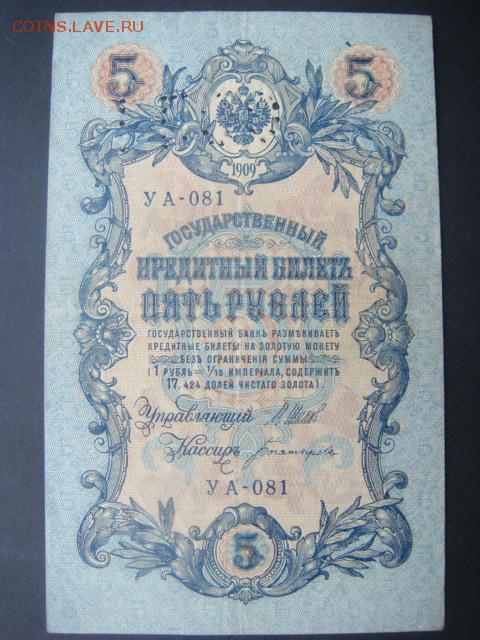 COINS.LAVE.RU
5 5
1909
УА-081
ГОСУДАРСТВЕННЫЙ
КРЕДИТНЫЙ БИЛЕТЪ
ПЯТЬ РУБЛЕЙ
ГОСУДАРСТВЕННЫЙ БАНКЪ РАЗМѢНИВАЕТЪ
КРЕДИТНЫЕ БИЛЕТЫ НА ЗОЛОТУЮ МОНЕТУ
БЕЗЪ ОГРАНИЧЕНІЯ СУММЫ
(1 РУБЛЬ = 1/15 ИМПЕРІАЛА, СОДЕРЖИТЪ
17,424 ДОЛЕЙ ЧИСТАГО ЗОЛОТА).
Управляющій
Кассиръ
УА-081
5